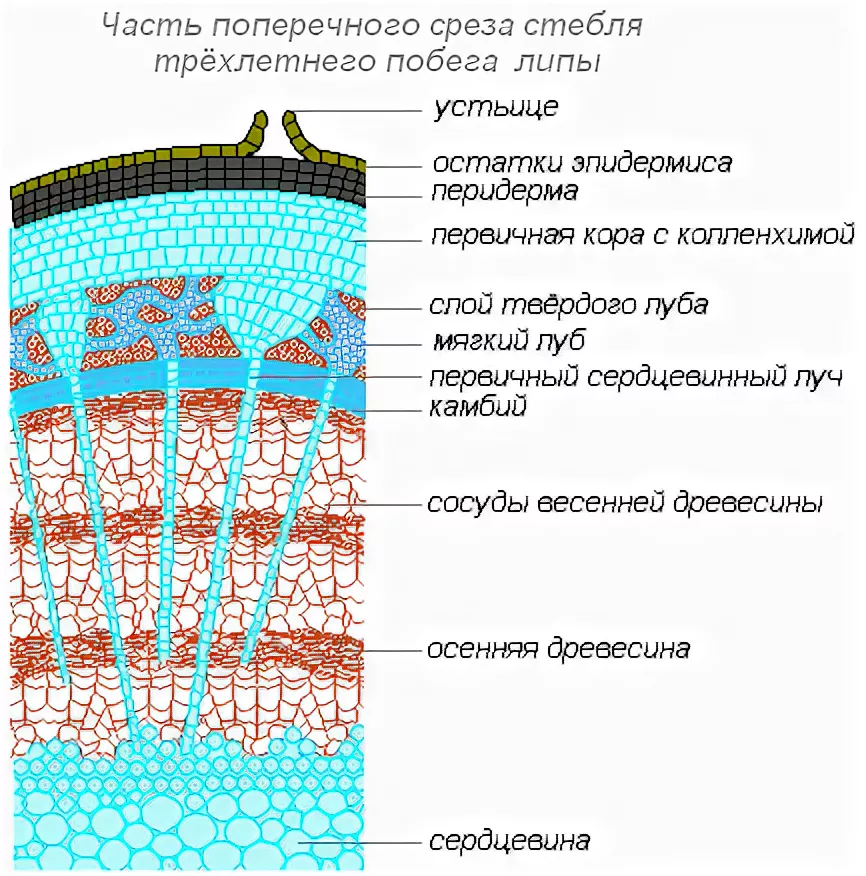 Часть поперечного среза стебля
трёхлетнего побега липы
устьице
остатки эпидермиса
перидерма
первичная кора с колленхимой
слой твёрдого луба
мягкий луб
первичный сердцевинный луч
камбий
сосуды весенней древесины
осенняя древесина
сердцевина